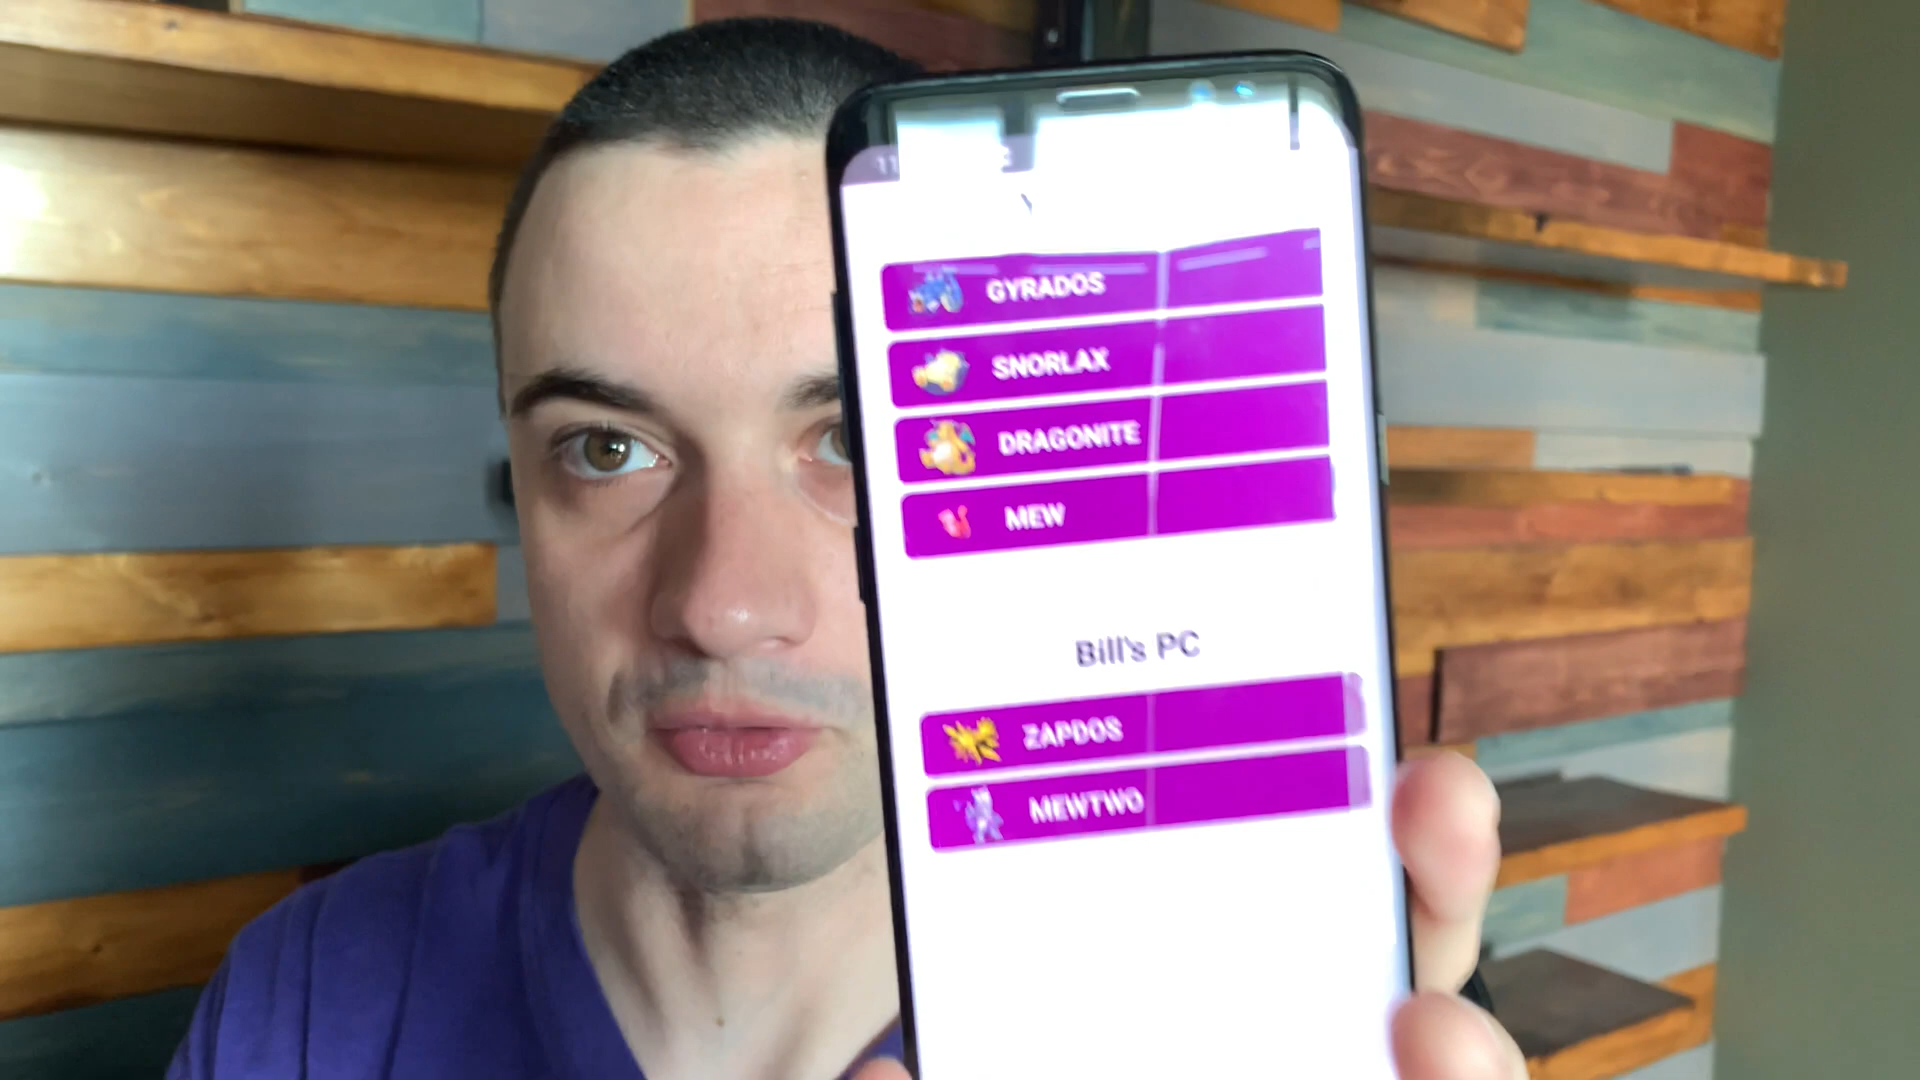 GYRADOS
SNORLAX
DRAGONITE
MEW
Bill's PC
ZAPDOS
MEWTWO